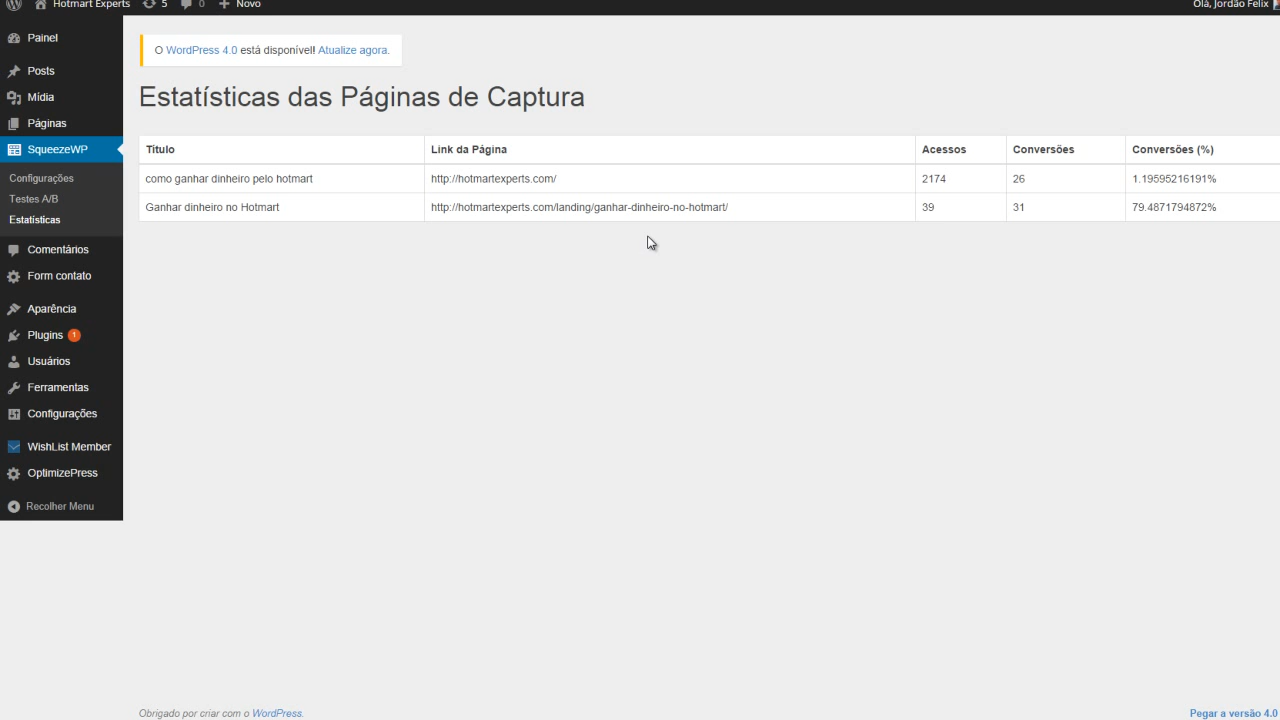 Hotmart Experts 5 0 Novo Olá, Jordão Felix
Painel
Posts
Mídia
Páginas
SqueezeWP
Configurações
Testes A/B
Estatísticas
Comentários
Form contato
Aparência
Plugins 1
Usuários
Ferramentas
Configurações
WishList Member
OptimizePress
Recolher Menu
O WordPress 4.0 está disponível! Atualize agora.
Estatísticas das Páginas de Captura
Título Link da Página Acessos Conversões Conversões (%)
como ganhar dinheiro pelo hotmart http://hotmartexperts.com/ 2174 26 1.19595216191%
Ganhar dinheiro no Hotmart http://hotmartexperts.com/landing/ganhar-dinheiro-no-hotmart/ 39 31 79.4871794872%
Obrigado por criar com o WordPress. Pegar a versão 4.0